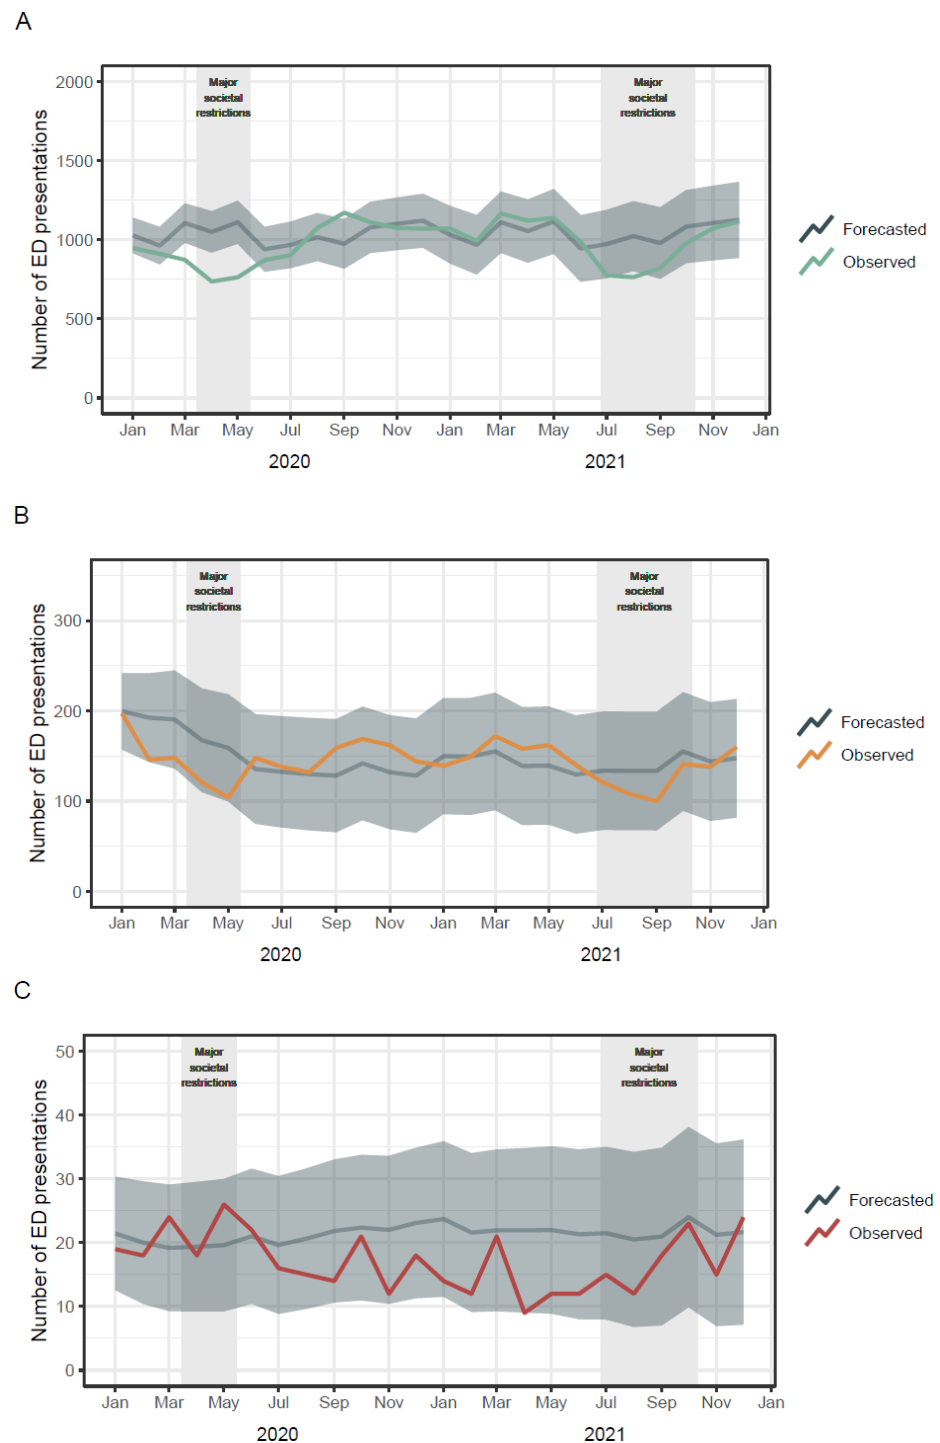 A
Number of ED presentations
2000
1500
1000
500
0
Major
societal
restrictions
Major
societal
restrictions
Jan Mar May Jul Sep Nov Jan Mar May Jul Sep Nov Jan
2020 2021
Forecasted
Observed
B
Number of ED presentations
300
200
100
0
Major
societal
restrictions
Major
societal
restrictions
Jan Mar May Jul Sep Nov Jan Mar May Jul Sep Nov Jan
2020 2021
Forecasted
Observed
C
Number of ED presentations
50
40
30
20
10
0
Major
societal
restrictions
Major
societal
restrictions
Jan Mar May Jul Sep Nov Jan Mar May Jul Sep Nov Jan
2020 2021
Forecasted
Observed